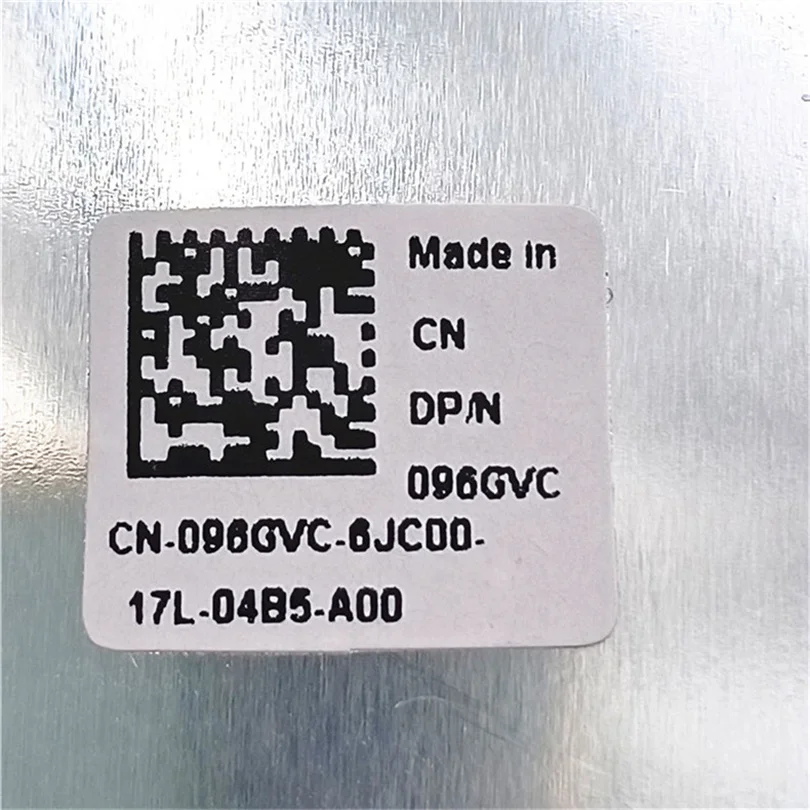 Made in
CN
DP/N
096GVC
CN-096GVC-6JC00-
17L-04B5-A00